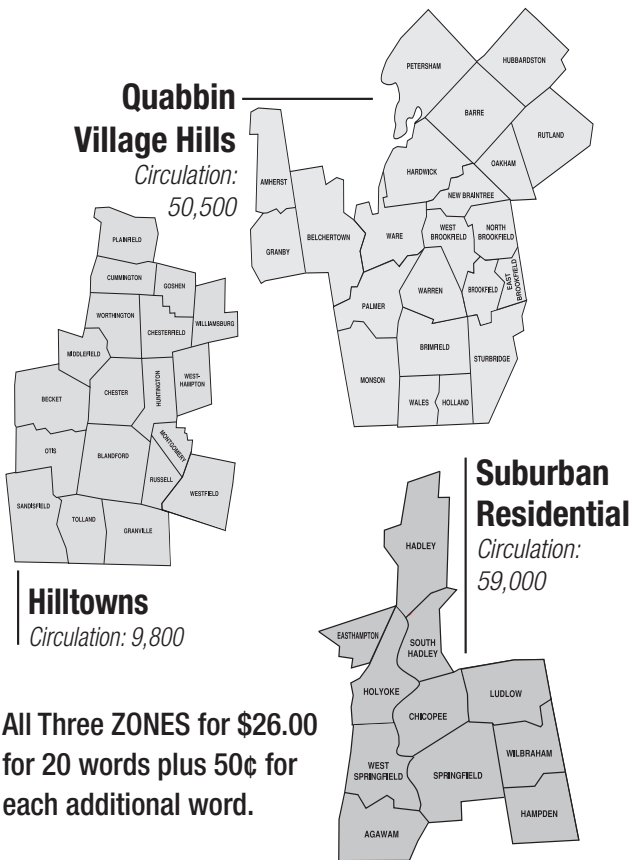 Quabbin
Village Hills
Circulation:
50,500
PETERSHAM
HUBBARDSTON
BARRE
RUTLAND
OAKHAM
HARDWICK
NEW BRAINTREE
AMHERST
BELCHERTOWN
GRANBY
WARE
WEST
BROOKFIELD
NORTH
BROOKFIELD
EAST
BROOKFIELD
BROOKFIELD
WARREN
PALMER
BRIMFIELD
STURBRIDGE
MONSON
WALES
HOLLAND
PLAINFIELD
CUMMINGTON
GOSHEN
WORTHINGTON
CHESTERFIELD
WILLIAMSBURG
MIDDLEFIELD
BECKET
CHESTER
HUNTINGTON
WEST-
HAMPTON
OTIS
BLANDFORD
MONTGOMERY
RUSSELL
WESTFIELD
SANDISFIELD
TOLLAND
GRANVILLE
Hilltowns
Circulation: 9,800
Suburban
Residential
Circulation:
59,000
HADLEY
EASTHAMPTON
SOUTH
HADLEY
HOLYOKE
CHICOPEE
LUDLOW
WEST
SPRINGFIELD
SPRINGFIELD
WILBRAHAM
HAMPDEN
AGAWAM
All Three ZONES for $26.00
for 20 words plus 50¢ for
each additional word.